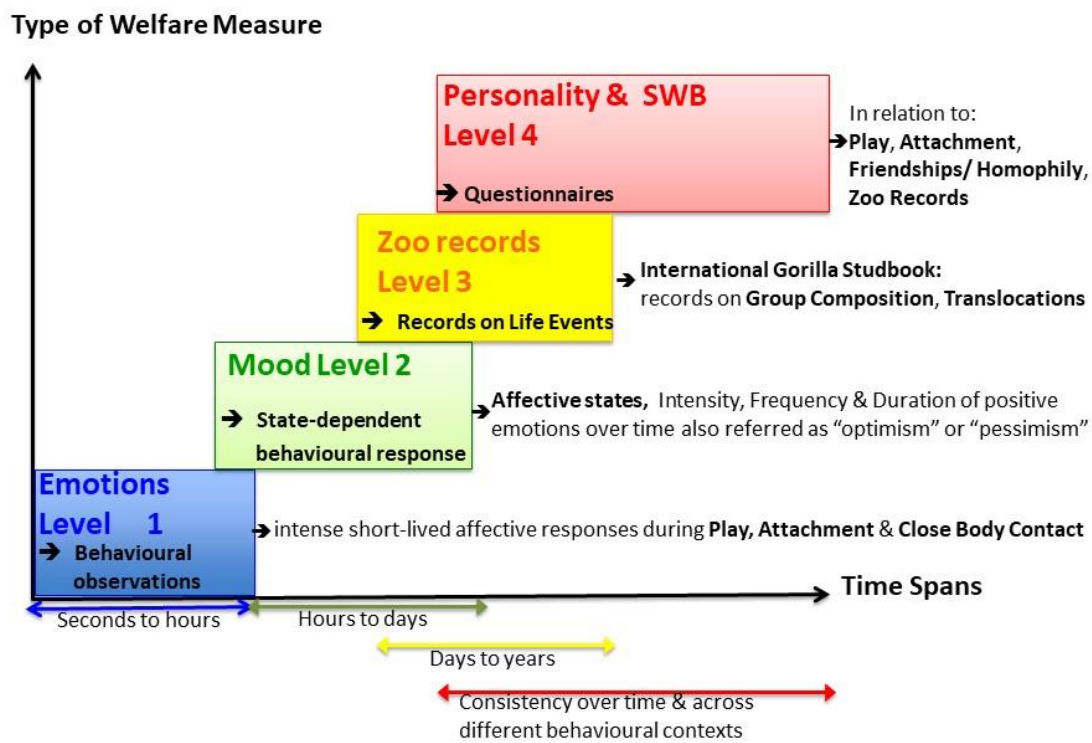 Type of Welfare Measure
Personality & SWB
Level 4
➔ Questionnaires
In relation to:
➔Play, Attachment,
Friendships/ Homophily,
Zoo Records
Zoo records
Level 3
➔ Records on Life Events
➔ International Gorilla Studbook:
records on Group Composition, Translocations
Mood Level 2
➔ State-dependent
behavioural response
➔ Affective states, Intensity, Frequency & Duration of positive
emotions over time also referred as “optimism” or “pessimism”
Emotions
Level 1
➔ Behavioural
observations
➔ intense short-lived affective responses during Play, Attachment & Close Body Contact
Time Spans
Seconds to hours
Hours to days
Days to years
Consistency over time & across
different behavioural contexts